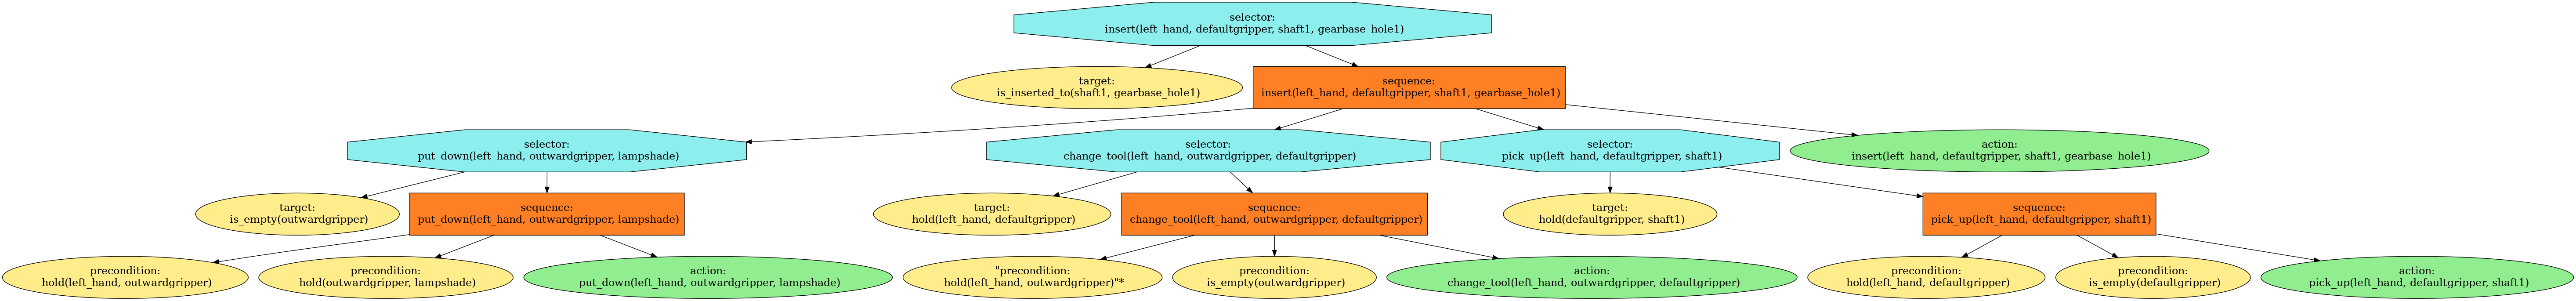 selector:
insert(left_hand, defaultgripper, shaft1, gearbase_hole1)
target:
is_inserted_to(shaft1, gearbase_hole1)
sequence:
insert(left_hand, defaultgripper, shaft1, gearbase_hole1)
selector:
put_down(left_hand, outwardgripper, lampshade)
selector:
change_tool(left_hand, outwardgripper, defaultgripper)
selector:
pick_up(left_hand, defaultgripper, shaft1)
action:
insert(left_hand, defaultgripper, shaft1, gearbase_hole1)
target:
is_empty(outwardgripper)
sequence:
put_down(left_hand, outwardgripper, lampshade)
target:
hold(left_hand, defaultgripper)
sequence:
change_tool(left_hand, outwardgripper, defaultgripper)
target:
hold(defaultgripper, shaft1)
sequence:
pick_up(left_hand, defaultgripper, shaft1)
precondition:
hold(left_hand, outwardgripper)
precondition:
hold(outwardgripper, lampshade)
action:
put_down(left_hand, outwardgripper, lampshade)
"precondition:
hold(left_hand, outwardgripper)"*
precondition:
is_empty(outwardgripper)
action:
change_tool(left_hand, outwardgripper, defaultgripper)
precondition:
hold(left_hand, defaultgripper)
precondition:
is_empty(defaultgripper)
action:
pick_up(left_hand, defaultgripper, shaft1)